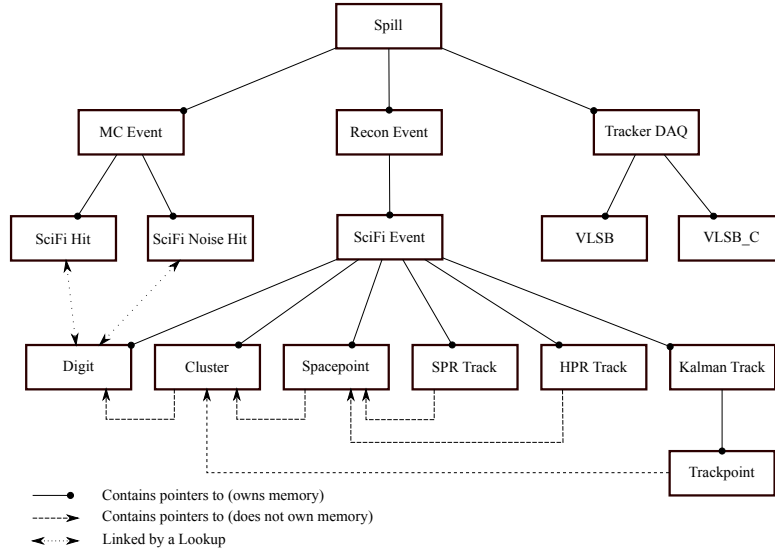 Spill
MC Event
Recon Event
Tracker DAQ
SciFi Hit
SciFi Noise Hit
SciFi Event
VLSB
VLSB_C
Digit
Cluster
Spacepoint
SPR Track
HPR Track
Kalman Track
Trackpoint
Contains pointers to (owns memory)
Contains pointers to (does not own memory)
Linked by a Lookup